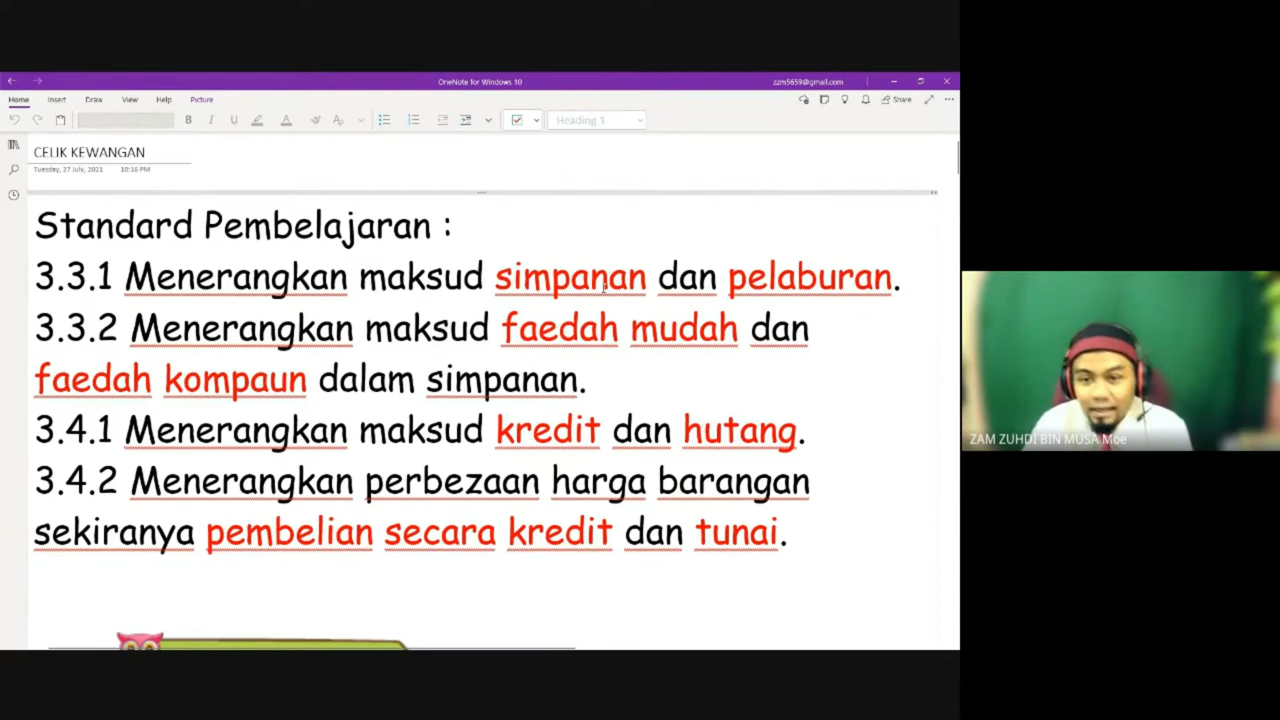 OneNote for Windows 10
zzm5659@gmail.com
Home Insert Draw View Help Picture
Share
Heading 1
CELIK KEWANGAN
Tuesday, 27 July, 2021 10:16 PM
Standard Pembelajaran :
3.3.1 Menerangkan maksud simpanan dan pelaburan.
3.3.2 Menerangkan maksud faedah mudah dan
faedah kompaun dalam simpanan.
3.4.1 Menerangkan maksud kredit dan hutang.
3.4.2 Menerangkan perbezaan harga barangan
sekiranya pembelian secara kredit dan tunai.
ZAM ZUHDI BIN MUSA Moe